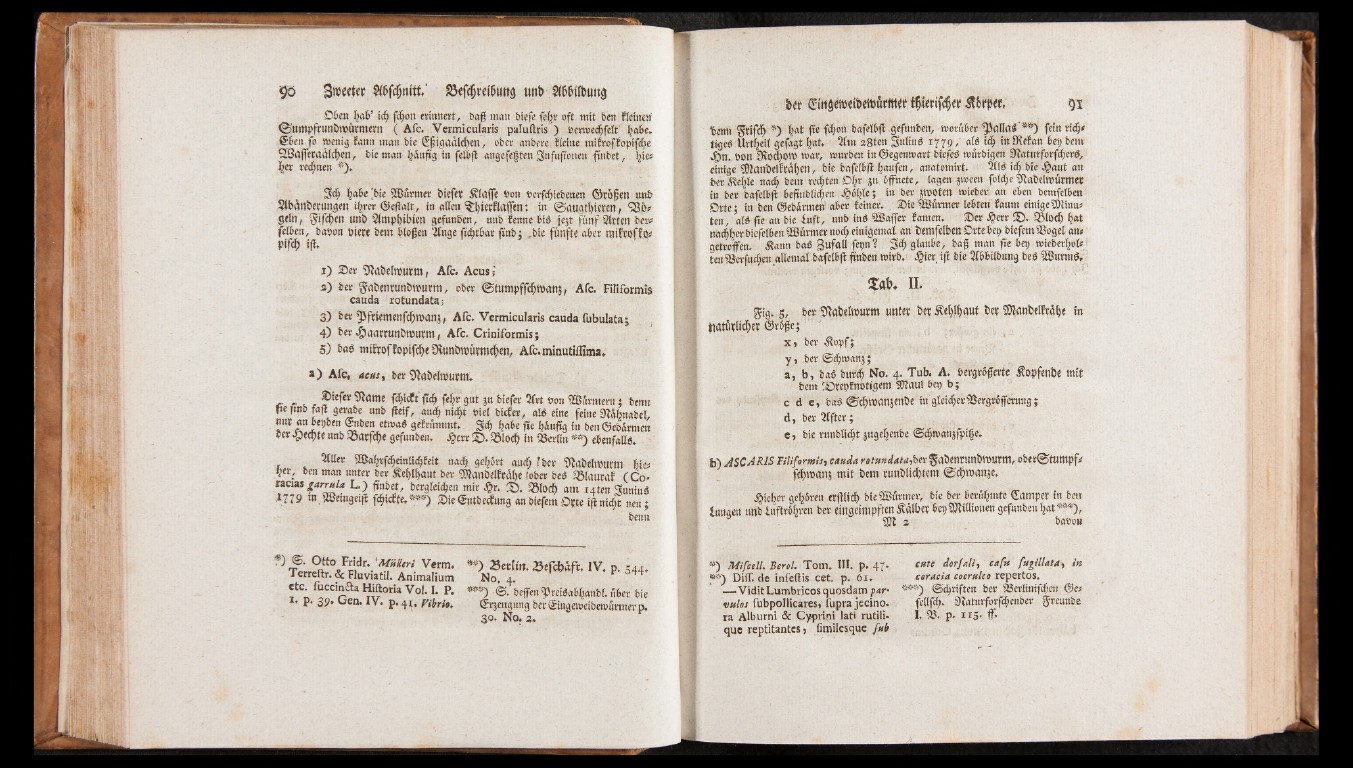 90 Zweeter Abschnitt. Beschreibung und Abbildung
Oben hab' ich schon erinnert, daß man diese sehr oft mit den kleinen
Sumpfrundwürmern ( Asc. Vermicularis palustris ) verwechselt habe.
Eben so wenig kann man die Eßigaälchen, oder andere kleine mikroskopische
Wasseraälchen, die man häufig in selbst angesetzten Infusionen findet, hie=
her rechnen *).
Ich habe die Würmer dieser Klasse von verschiedenen Größen und
Abänderungen ihrer Gestalt, in allen Thierklassen: in Säugthieren, Vö=
geln, Fischen und Amphibien gefunden, und kenne bis jezt fünf Arten der=
selben, davon viere dem bloßen Auge sichtbar sind; die fünfte aber mikrosko=
pisch ist.
1) Der Nadelwurm, Asc. Acus;
2) der Fadenrundwurm, oder Stumpfschwanz, Asc. Filiformis
cauda rotundata;
3) der Pfriemenschwanz, Asc. Vermicularis cauda subulata;
4) der Haarrundwurm, Asc. Criniformis;
5) das mikroskopische Rundwürmchen, Asc. minutissima.
a) Asc. acus, der Nadelwurm.
Dieser Name schickt sich sehr gut zu dieser Art von Würmern; denn
sie sind fast gerade und steif, auch nicht viel dicker, als eine feine Nähnadel,
nur an beyden Enden etwas gekrümmt. Ich habe sie häufig in den Gedärmen
der Hechte und Barsche gefunden. Herr D. Bloch in Berlin **) ebenfalls.
Aller Wahrscheinlichkeit nach gehört auch der Nadelwurm hie=
her, den man unter der Kehlhaut der Mandelkrähe oder des Blaurak (Co-
racias garrula L.) findet, dergleichen mir Hr. D. Bloch am 14ten Junius
1779 in Weingeist schickte. ***) Die Entdeckung an diesem Orte ist nicht neu;
denn
*) S. Otto Fridr. Mülleri Verm.
Terrestr. & Fluviatil. Animalium
etc. succincta Historia Vol. I. P.
1. p. 39. Gen. IV. p. 41. Vibrio.
**) Berlin. Beschäft. IV. p. 544.
No. 4.
***) S. dessen Preisabhandl. über die
Erzeugung der Eingeweidewürmer p.
30. No. 2.
der Eingeweidewürmer thierischer Körper. 91
denn Frisch *) hat sie schon daselbst gefunden, worüber Pallas **) sein rich=
tiges Urtheil gesagt hat. Am 28ten Julius 1779, als ich in Rekan bey dem
Hn. von Rochow war, wurden in Gegenwart dieses würdigen Naturforschers,
einige Mandelkrähen, die daselbst hausen, anatomirt. Als ich die Haut an
der Kehle nach dem rechten Ohr zu öffnete, lagen zween solche Nadelwürmer
in der daselbst befindlichen Höhle; in der zwoten wieder an eben demselben
Orte; in den Gedärmen aber keiner. Die Würmer lebten kaum einige Minu=
ten, als sie an die Luft, und ins Wasser kamen. Der Herr D. Bloch hat
nachher dieselben Würmer noch einigemal an demselben Orte bey diesem Vogel an=
getroffen. Kann das Zufall seyn? Ich glaube, daß man sie bey wiederhol=
ten Versuchen allemal daselbst finden wird. Hier ist die Abbildung des Wurms.
Tab. II.
Fig. 5, der Nadelwurm unter der Kehlhaut der Mandelkrähe in
natürlicher Größe;
x, der Kopf;
y, der Schwanz;
a, b, das durch No. 4. Tub. A. vergrößerte Kopfende mit
dem Dreyknotigem Maul bey b;
c d e, das Schwanzende in gleicher Vergrösserung;
d, der After;
e, die rundlicht zugehende Schwanzspitze.
b) ASCARIS Filiformis, cauda rotundata, der Fadenrundwurm, oder Stumpf=
schwanz mit dem rundlichtem Schwanze.
Hieher gehören erstlich die Würmer, die der berühmte Camper in den
Lungen und Luftröhren der eingeimpften Kälber bey Millionen gefunden hat ***),
M 2 davon
*) Miscell. Berol. Tom. III. p. 47.
**) Diss. de infestis cet. p. 61.
— Vidit Lumbricos quosdam par-
vulos subpollicares, supra jecino.
ra Alburni & Cyprini lati rutili-
que reptitantes, similesque sub
cute dorsali, casu sugillata, in
coracia coeruleo repertos.
***) Schriften der Berlinischen Ge=
sellsch. Naturforschender Freunde
I. B. p. 115. ff.